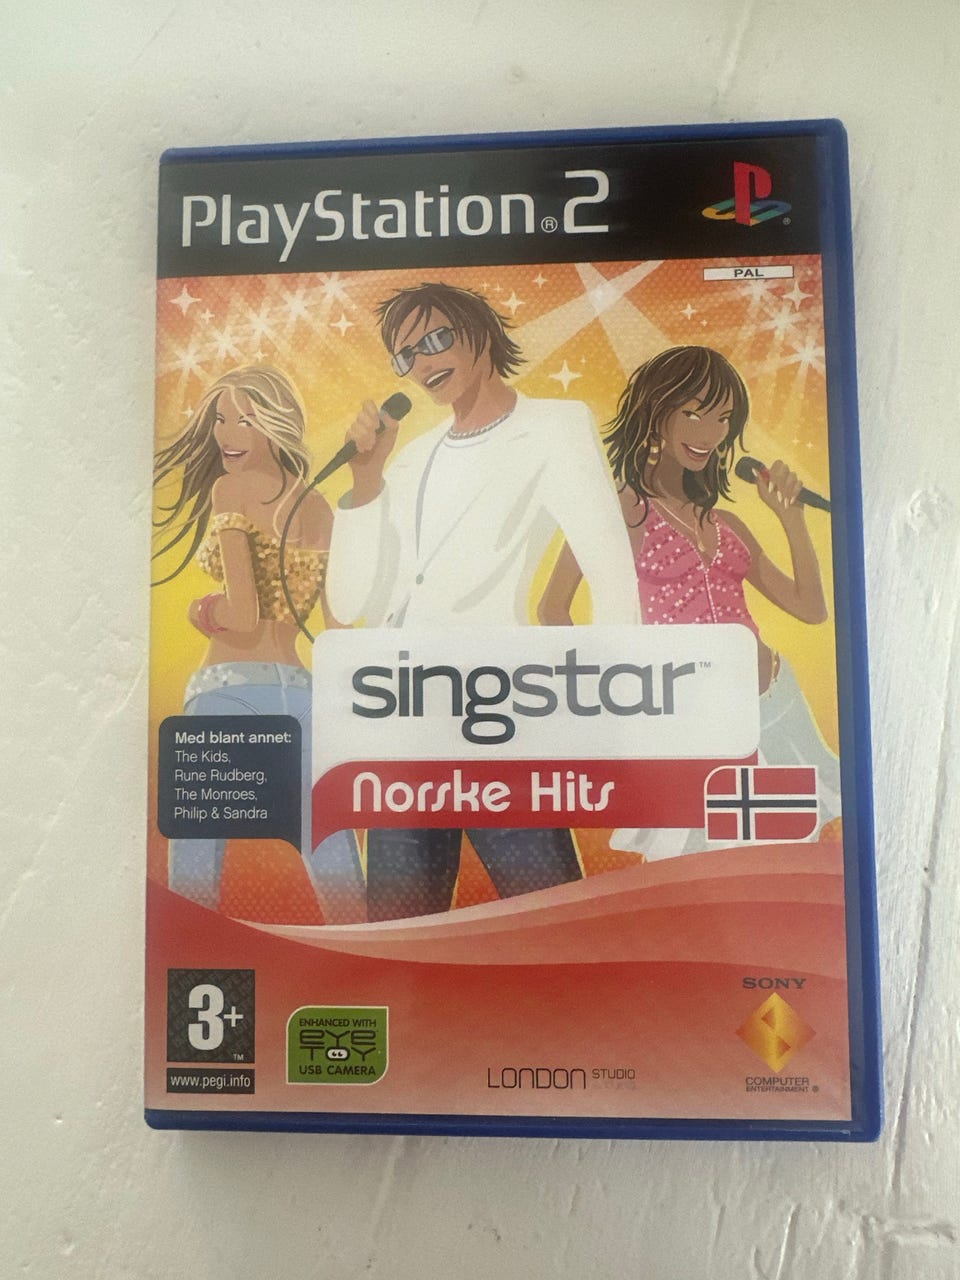 PlayStation®2
PAL
singstar™
Norske Hits
Med blant annet:
The Kids,
Rune Rudberg,
The Monroes,
Philip & Sandra
3+™
www.pegi.info
ENHANCED WITH
EYE
TOY
USB CAMERA
LONDON STUDIO
SONY
COMPUTER
ENTERTAINMENT®